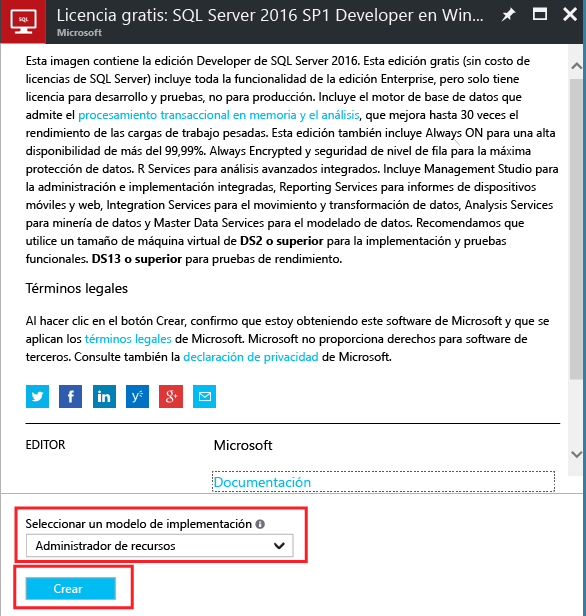 SQL
Licencia gratis: SQL Server 2016 SP1 Developer en Win...
Microsoft
Esta imagen contiene la edición Developer de SQL Server 2016. Esta edición gratis (sin costo
de licencias de SQL Server) incluye toda la funcionalidad de la edición Enterprise, pero solo tiene
licencia para desarrollo y pruebas, no para producción. Incluye el motor de base de datos que
admite el procesamiento transaccional en memoria y el análisis, que mejora hasta 30 veces el
rendimiento de las cargas de trabajo pesadas. Esta edición también incluye Always ON para una alta
disponibilidad de más del 99,99%. Always Encrypted y seguridad de nivel de fila para la máxima
protección de datos. R Services para análisis avanzados integrados. Incluye Management Studio para
la administración e implementación integradas, Reporting Services para informes de dispositivos
móviles y web, Integration Services para el movimiento y transformación de datos, Analysis Services
para minería de datos y Master Data Services para el modelado de datos. Recomendamos que
utilice un tamaño de máquina virtual de DS2 o superior para la implementación y pruebas
funcionales. DS13 o superior para pruebas de rendimiento.
Términos legales
Al hacer clic en el botón Crear, confirmo que estoy obteniendo este software de Microsoft y que se
aplican los términos legales de Microsoft. Microsoft no proporciona derechos para software de
terceros. Consulte también la declaración de privacidad de Microsoft.
EDITOR Microsoft
Documentación
Seleccionar un modelo de implementación
Administrador de recursos
Crear